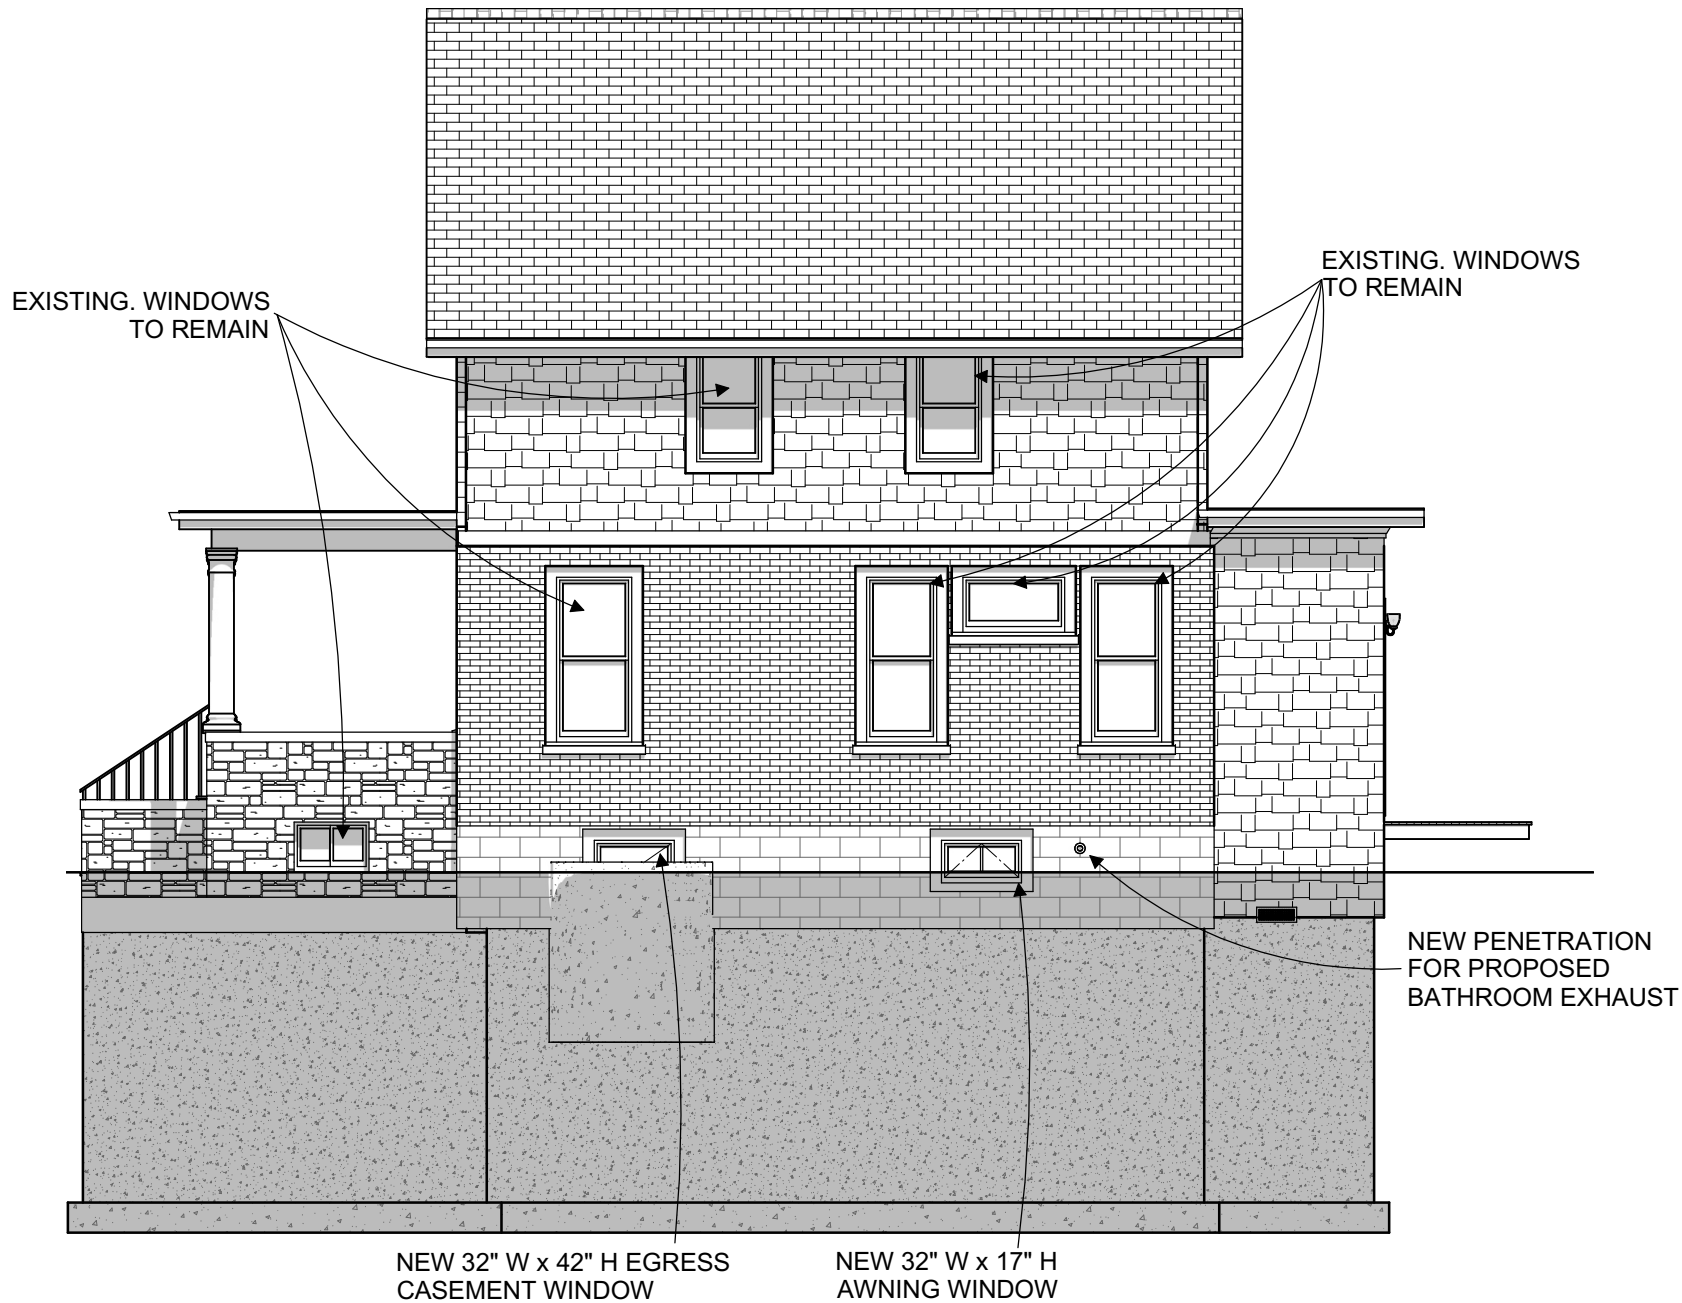 EXISTING. WINDOWS
TO REMAIN
EXISTING. WINDOWS
TO REMAIN
NEW PENETRATION
FOR PROPOSED
BATHROOM EXHAUST
NEW 32" W x 42" H EGRESS
CASEMENT WINDOW
NEW 32" W x 17" H
AWNING WINDOW